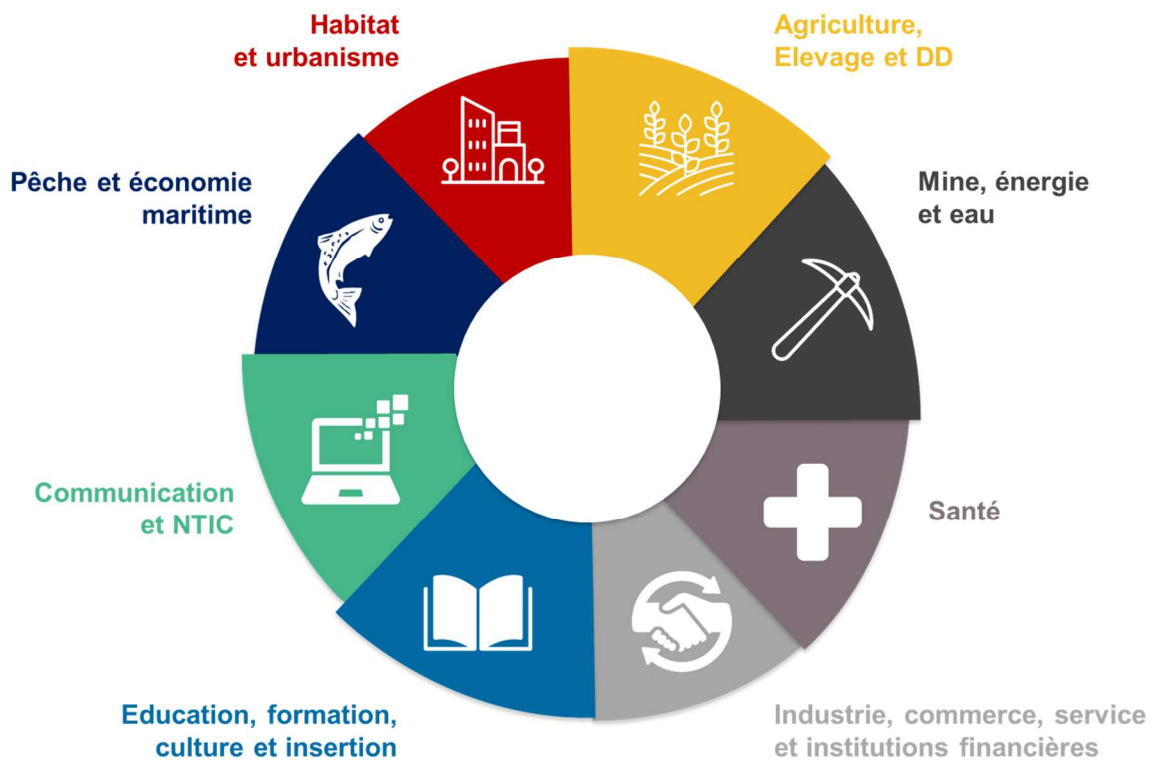 Habitat
et urbanisme
Agriculture,
Elevage et DD
Pêche et économie
maritime
Mine, énergie
et eau
Communication
et NTIC
Santé
Education, formation,
culture et insertion
Industrie, commerce, service
et institutions financières